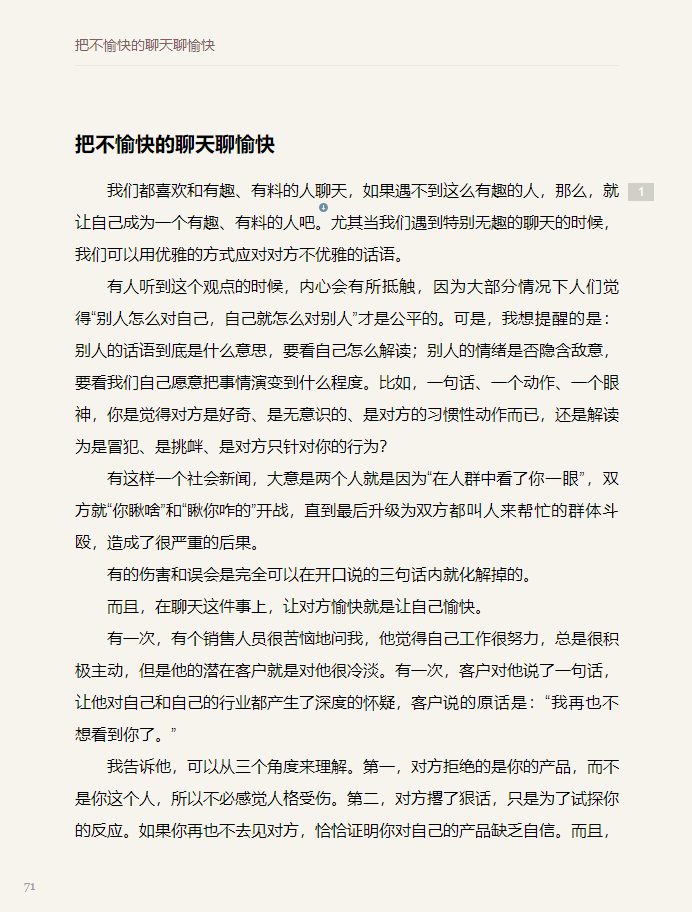 把不愉快的聊天聊愉快
把不愉快的聊天聊愉快
我们都喜欢和有趣、有料的人聊天，如果遇不到这么有趣的人，那么，就
1
让自己成为一个有趣、有料的人吧。尤其当我们遇到特别无趣的聊天的时候，
我们可以用优雅的方式应对对方不优雅的话语。
有人听到这个观点的时候，内心会有所抵触，因为大部分情况下人们觉
得“别人怎么对自己，自己就怎么对别人”才是公平的。可是，我想提醒的是：
别人的话语到底是什么意思，要看自己怎么解读；别人的情绪是否隐含敌意，
要看我们自己愿意把事情演变到什么程度。比如，一句话、一个动作、一个眼
神，你是觉得对方是好奇、是无意识的、是对方的习惯性动作而已，还是解读
为是冒犯、是挑衅、是对方只针对你的行为？
有这样一个社会新闻，大意是两个人就是因为“在人群中看了你一眼”，双
方就“你瞅啥”和“瞅你咋的”开战，直到最后升级为双方都叫人来帮忙的群体斗
殴，造成了很严重的后果。
有的伤害和误会是完全可以在开口说的三句话内就化解掉的。
而且，在聊天这件事上，让对方愉快就是让自己愉快。
有一次，有个销售人员很苦恼地问我，他觉得自己工作很努力，总是很积
极主动，但是他的潜在客户就是对他很冷淡。有一次，客户对他说了一句话，
让他对自己和自己的行业都产生了深度的怀疑，客户说的原话是：“我再也不
想看到你了。”
我告诉他，可以从三个角度来理解。第一，对方拒绝的是你的产品，而不
是你这个人，所以不必感觉人格受伤。第二，对方撂了狠话，只是为了试探你
的反应。如果你再也不去见对方，恰恰证明你对自己的产品缺乏自信。而且，
71